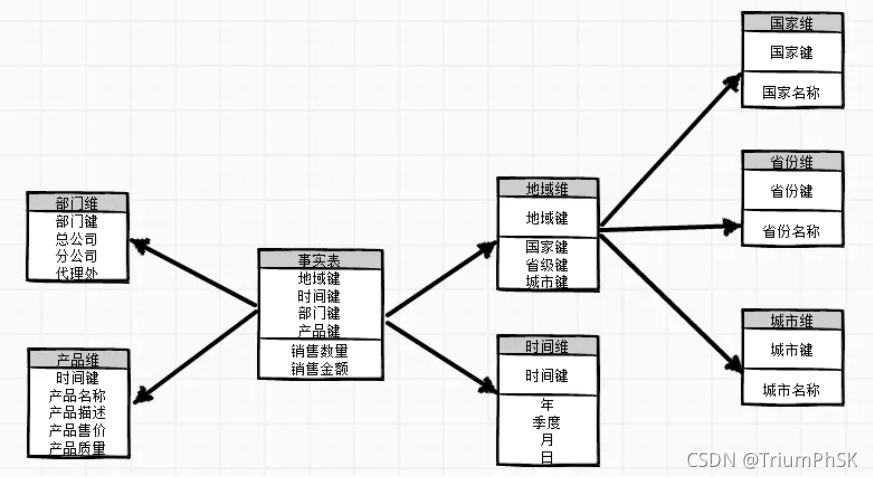 部门维
部门键
总公司
分公司
代理处
产品维
时间键
产品名称
产品描述
产品售价
产品质量
事实表
地域键
时间键
部门键
产品键
销售数量
销售金额
地域维
地域键
国家键
省级键
城市键
时间维
时间键
年
季度
月
日
国家维
国家键
国家名称
省份维
省份键
省份名称
城市维
城市键
城市名称
CSDN @TriumPhSK